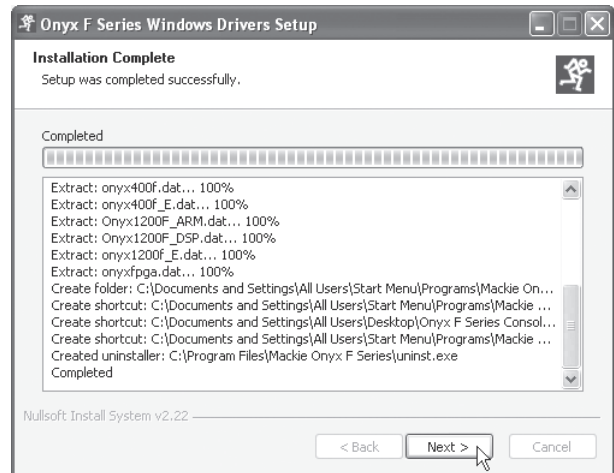 Onyx F Series Windows Drivers Setup
Installation Complete
Setup was completed successfully.
Completed
Extract: onyx400f.dat... 100%
Extract: onyx400f_E.dat... 100%
Extract: Onyx1200F_ARM.dat... 100%
Extract: Onyx1200F_DSP.dat... 100%
Extract: onyx1200f_E.dat... 100%
Extract: onyxfpga.dat... 100%
Create folder: C:\Documents and Settings\All Users\Start Menu\Programs\Mackie On...
Create shortcut: C:\Documents and Settings\All Users\Start Menu\Programs\Mackie ...
Create shortcut: C:\Documents and Settings\All Users\Desktop\Onyx F Series Consol...
Create shortcut: C:\Documents and Settings\All Users\Start Menu\Programs\Mackie ...
Created uninstaller: C:\Program Files\Mackie Onyx F Series\uninst.exe
Completed
Nullsoft Install System v2.22
< Back Next > Cancel